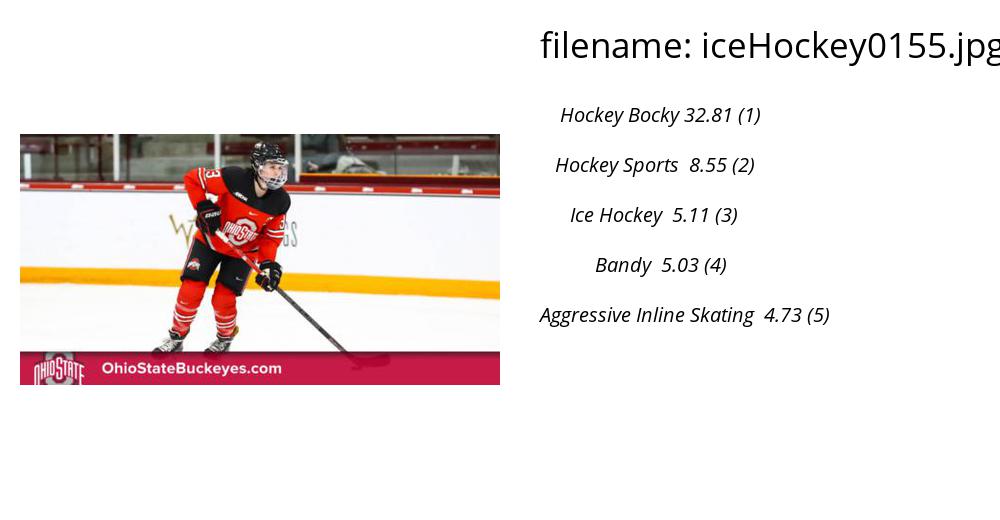 filename: iceHockey0155.jpg
Hockey Bocky 32.81 (1)
Hockey Sports 8.55 (2)
Ice Hockey 5.11 (3)
Bandy 5.03 (4)
Aggressive Inline Skating 4.73 (5)
OHIO STATE
OHIO STATE
OhioStateBuckeyes.com